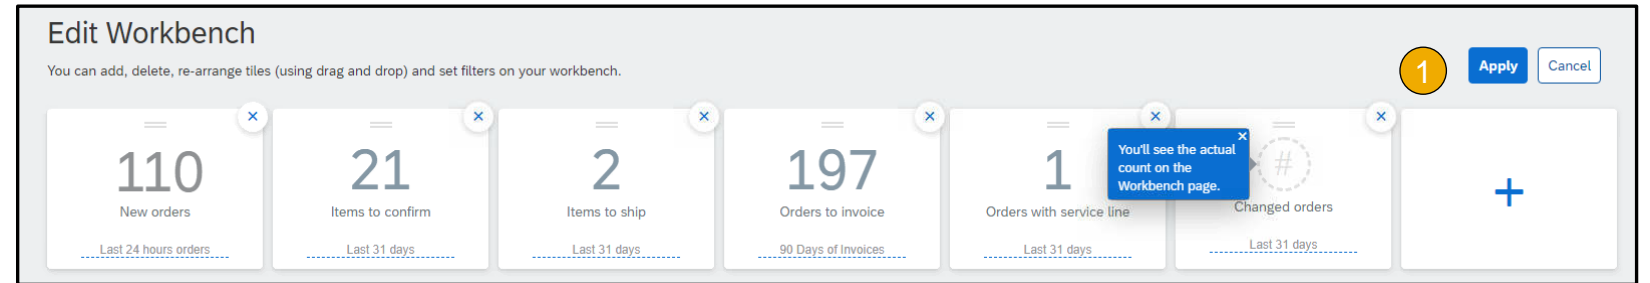 Edit Workbench
You can add, delete, re-arrange tiles (using drag and drop) and set filters on your workbench.
1
Apply
Cancel
110
New orders
Last 24 hours orders
21
Items to confirm
Last 31 days
2
Items to ship
Last 31 days
197
Orders to invoice
90 Days of Invoices
1
Orders with service line
Last 31 days
You'll see the actual
count on the
Workbench page.
#
Changed orders
Last 31 days